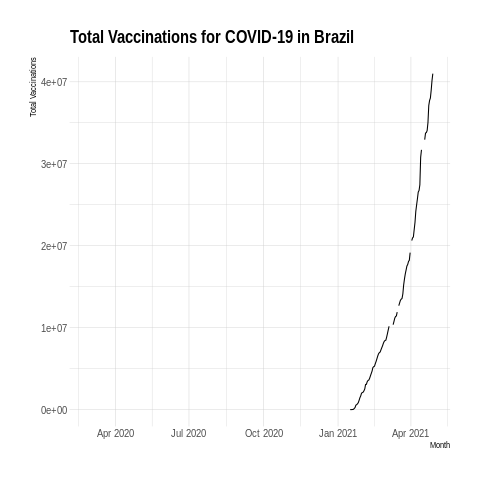 Total Vaccinations for COVID-19 in Brazil
Total Vaccinations
4e+07
3e+07
2e+07
1e+07
0e+00
Apr 2020 Jul 2020 Oct 2020 Jan 2021 Apr 2021
Month